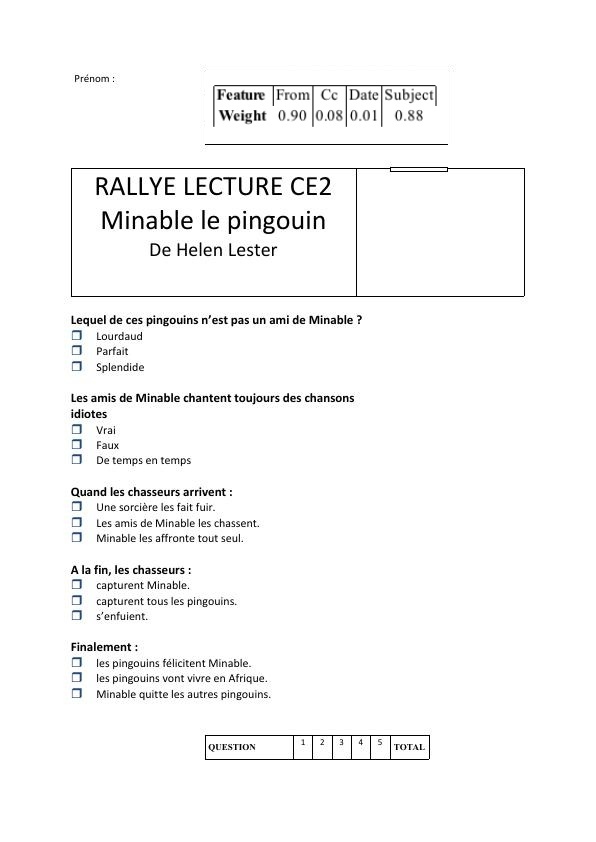 Prénom :
Feature From Cc Date Subject
Weight 0.90 0.08 0.01 0.88
RALLYE LECTURE CE2
Minable le pingouin
De Helen Lester
Lequel de ces pingouins n’est pas un ami de Minable ?
❒ Lourdaud
❒ Parfait
❒ Splendide
Les amis de Minable chantent toujours des chansons
idiotes
❒ Vrai
❒ Faux
❒ De temps en temps
Quand les chasseurs arrivent :
❒ Une sorcière les fait fuir.
❒ Les amis de Minable les chassent.
❒ Minable les affronte tout seul.
A la fin, les chasseurs :
❒ capturent Minable.
❒ capturent tous les pingouins.
❒ s’enfuient.
Finalement :
❒ les pingouins félicitent Minable.
❒ les pingouins vont vivre en Afrique.
❒ Minable quitte les autres pingouins.
QUESTION 1 2 3 4 5 TOTAL